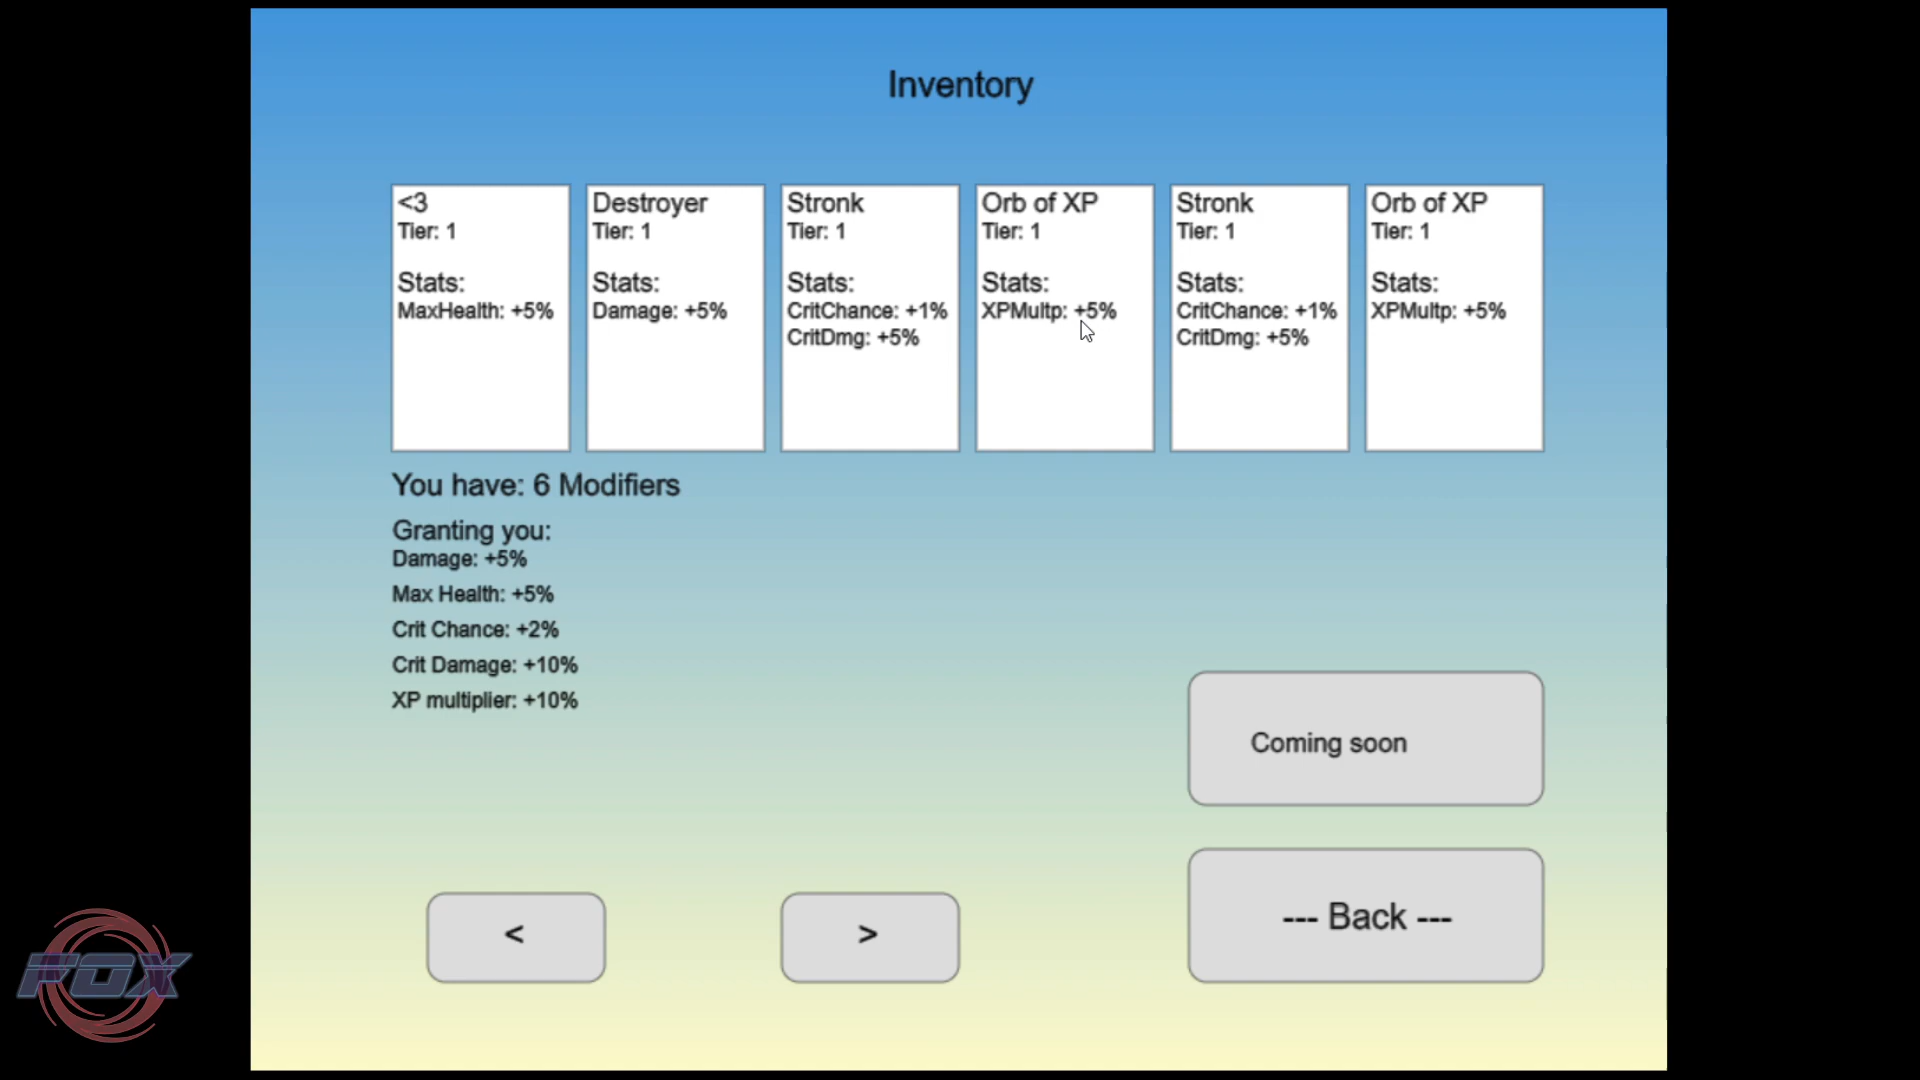 Inventory
<3
Tier: 1
Stats:
MaxHealth: +5%
Destroyer
Tier: 1
Stats:
Damage: +5%
Stronk
Tier: 1
Stats:
CritChance: +1%
CritDmg: +5%
Orb of XP
Tier: 1
Stats:
XPMultp: +5%
Stronk
Tier: 1
Stats:
CritChance: +1%
CritDmg: +5%
Orb of XP
Tier: 1
Stats:
XPMultp: +5%
You have: 6 Modifiers
Granting you:
Damage: +5%
Max Health: +5%
Crit Chance: +2%
Crit Damage: +10%
XP multiplier: +10%
Coming soon
<
>
--- Back ---
FOX